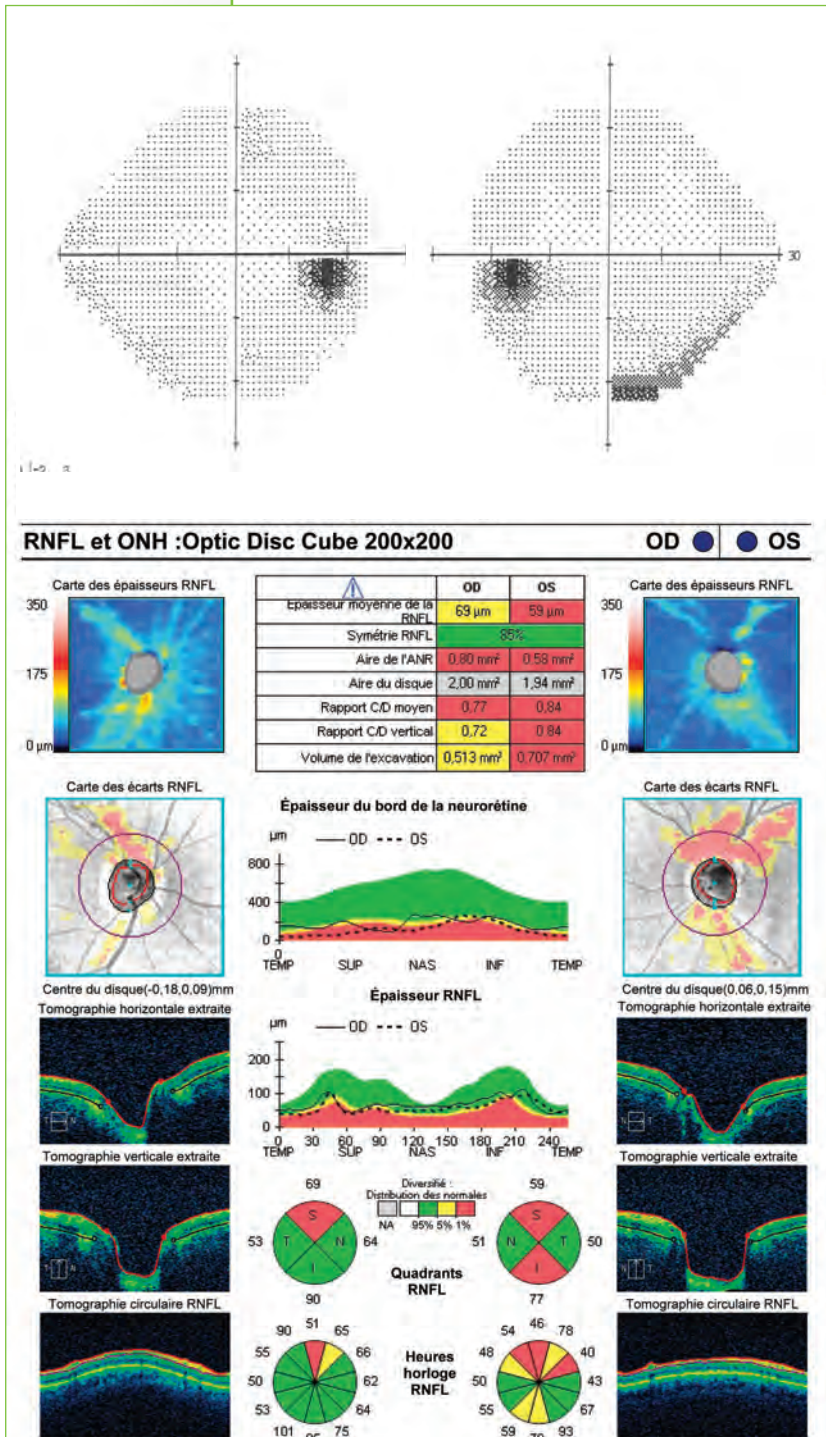 30
RNFL et ONH :Optic Disc Cube 200x200 OD OS
Carte des épaisseurs RNFL
350
175
0 µm
OD OS
Epaisseur moyenne de la RNFL 69 µm 59 µm
Symétrie RNFL 85%
Aire de l'ANR 0,80 mm² 0,58 mm²
Aire du disque 2,00 mm² 1,94 mm²
Rapport C/D moyen 0,77 0,84
Rapport C/D vertical 0,72 0,84
Volume de l'excavation 0,513 mm³ 0,707 mm³
Carte des épaisseurs RNFL
350
175
0 µm
Carte des écarts RNFL
Centre du disque(-0,18,0,09)mm
Épaisseur du bord de la neurorétine
µm OD OS
800
400
0
0
TEMP SUP NAS INF TEMP
Carte des écarts RNFL
Centre du disque(0,06,0,15)mm
Tomographie horizontale extraite
T N
Épaisseur RNFL
µm OD OS
200
100
0
0 30 60 90 120 150 180 210 240
TEMP SUP NAS INF TEMP
Tomographie horizontale extraite
N T
Tomographie verticale extraite
69
S
53 T N 64
I
90
Diversifié :
Distribution des normales
NA 95% 5% 1%
Quadrants
RNFL
59
S
51 N T 50
I
77
Tomographie verticale extraite
Tomographie circulaire RNFL
51
90 65
55 66
50 62
53 64
101 75
Heures
horloge
RNFL
46
54 78
48 40
50 43
55 67
59 93
Tomographie circulaire RNFL